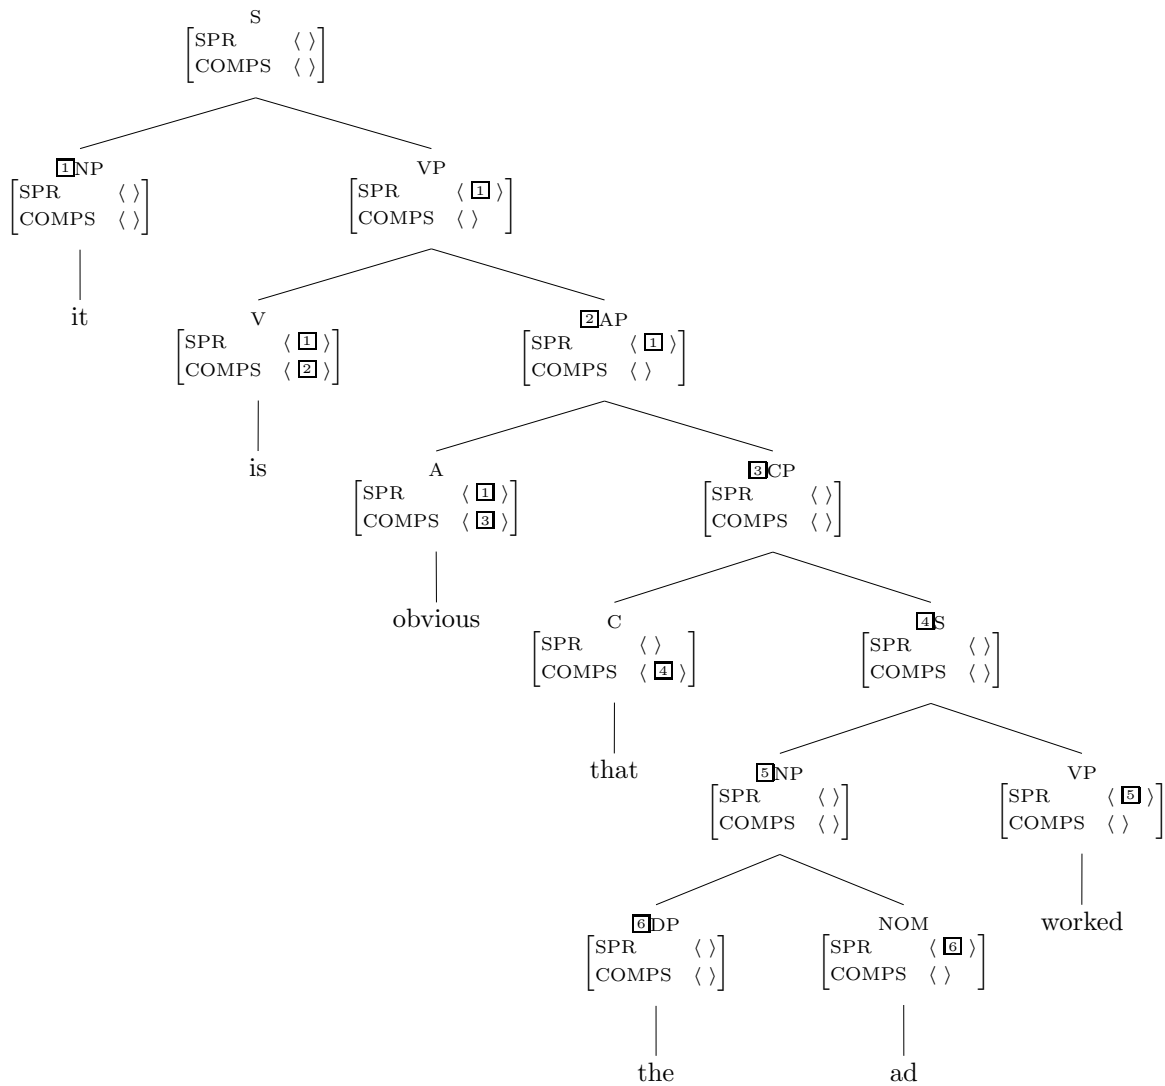 S
[SPR ⟨ ⟩]
[COMPS ⟨ ⟩]
1NP VP
[SPR ⟨ ⟩] [SPR ⟨ 1 ⟩]
[COMPS ⟨ ⟩] [COMPS ⟨ ⟩]
it
V 2AP
[SPR ⟨ 1 ⟩] [SPR ⟨ 1 ⟩]
[COMPS ⟨ 2 ⟩] [COMPS ⟨ ⟩]
is
A 3CP
[SPR ⟨ 1 ⟩] [SPR ⟨ ⟩]
[COMPS ⟨ 3 ⟩] [COMPS ⟨ ⟩]
obvious
C 4S
[SPR ⟨ ⟩] [SPR ⟨ ⟩]
[COMPS ⟨ 4 ⟩] [COMPS ⟨ ⟩]
that
5NP VP
[SPR ⟨ ⟩] [SPR ⟨ 5 ⟩]
[COMPS ⟨ ⟩] [COMPS ⟨ ⟩]
worked
6DP NOM
[SPR ⟨ ⟩] [SPR ⟨ 6 ⟩]
[COMPS ⟨ ⟩] [COMPS ⟨ ⟩]
the ad